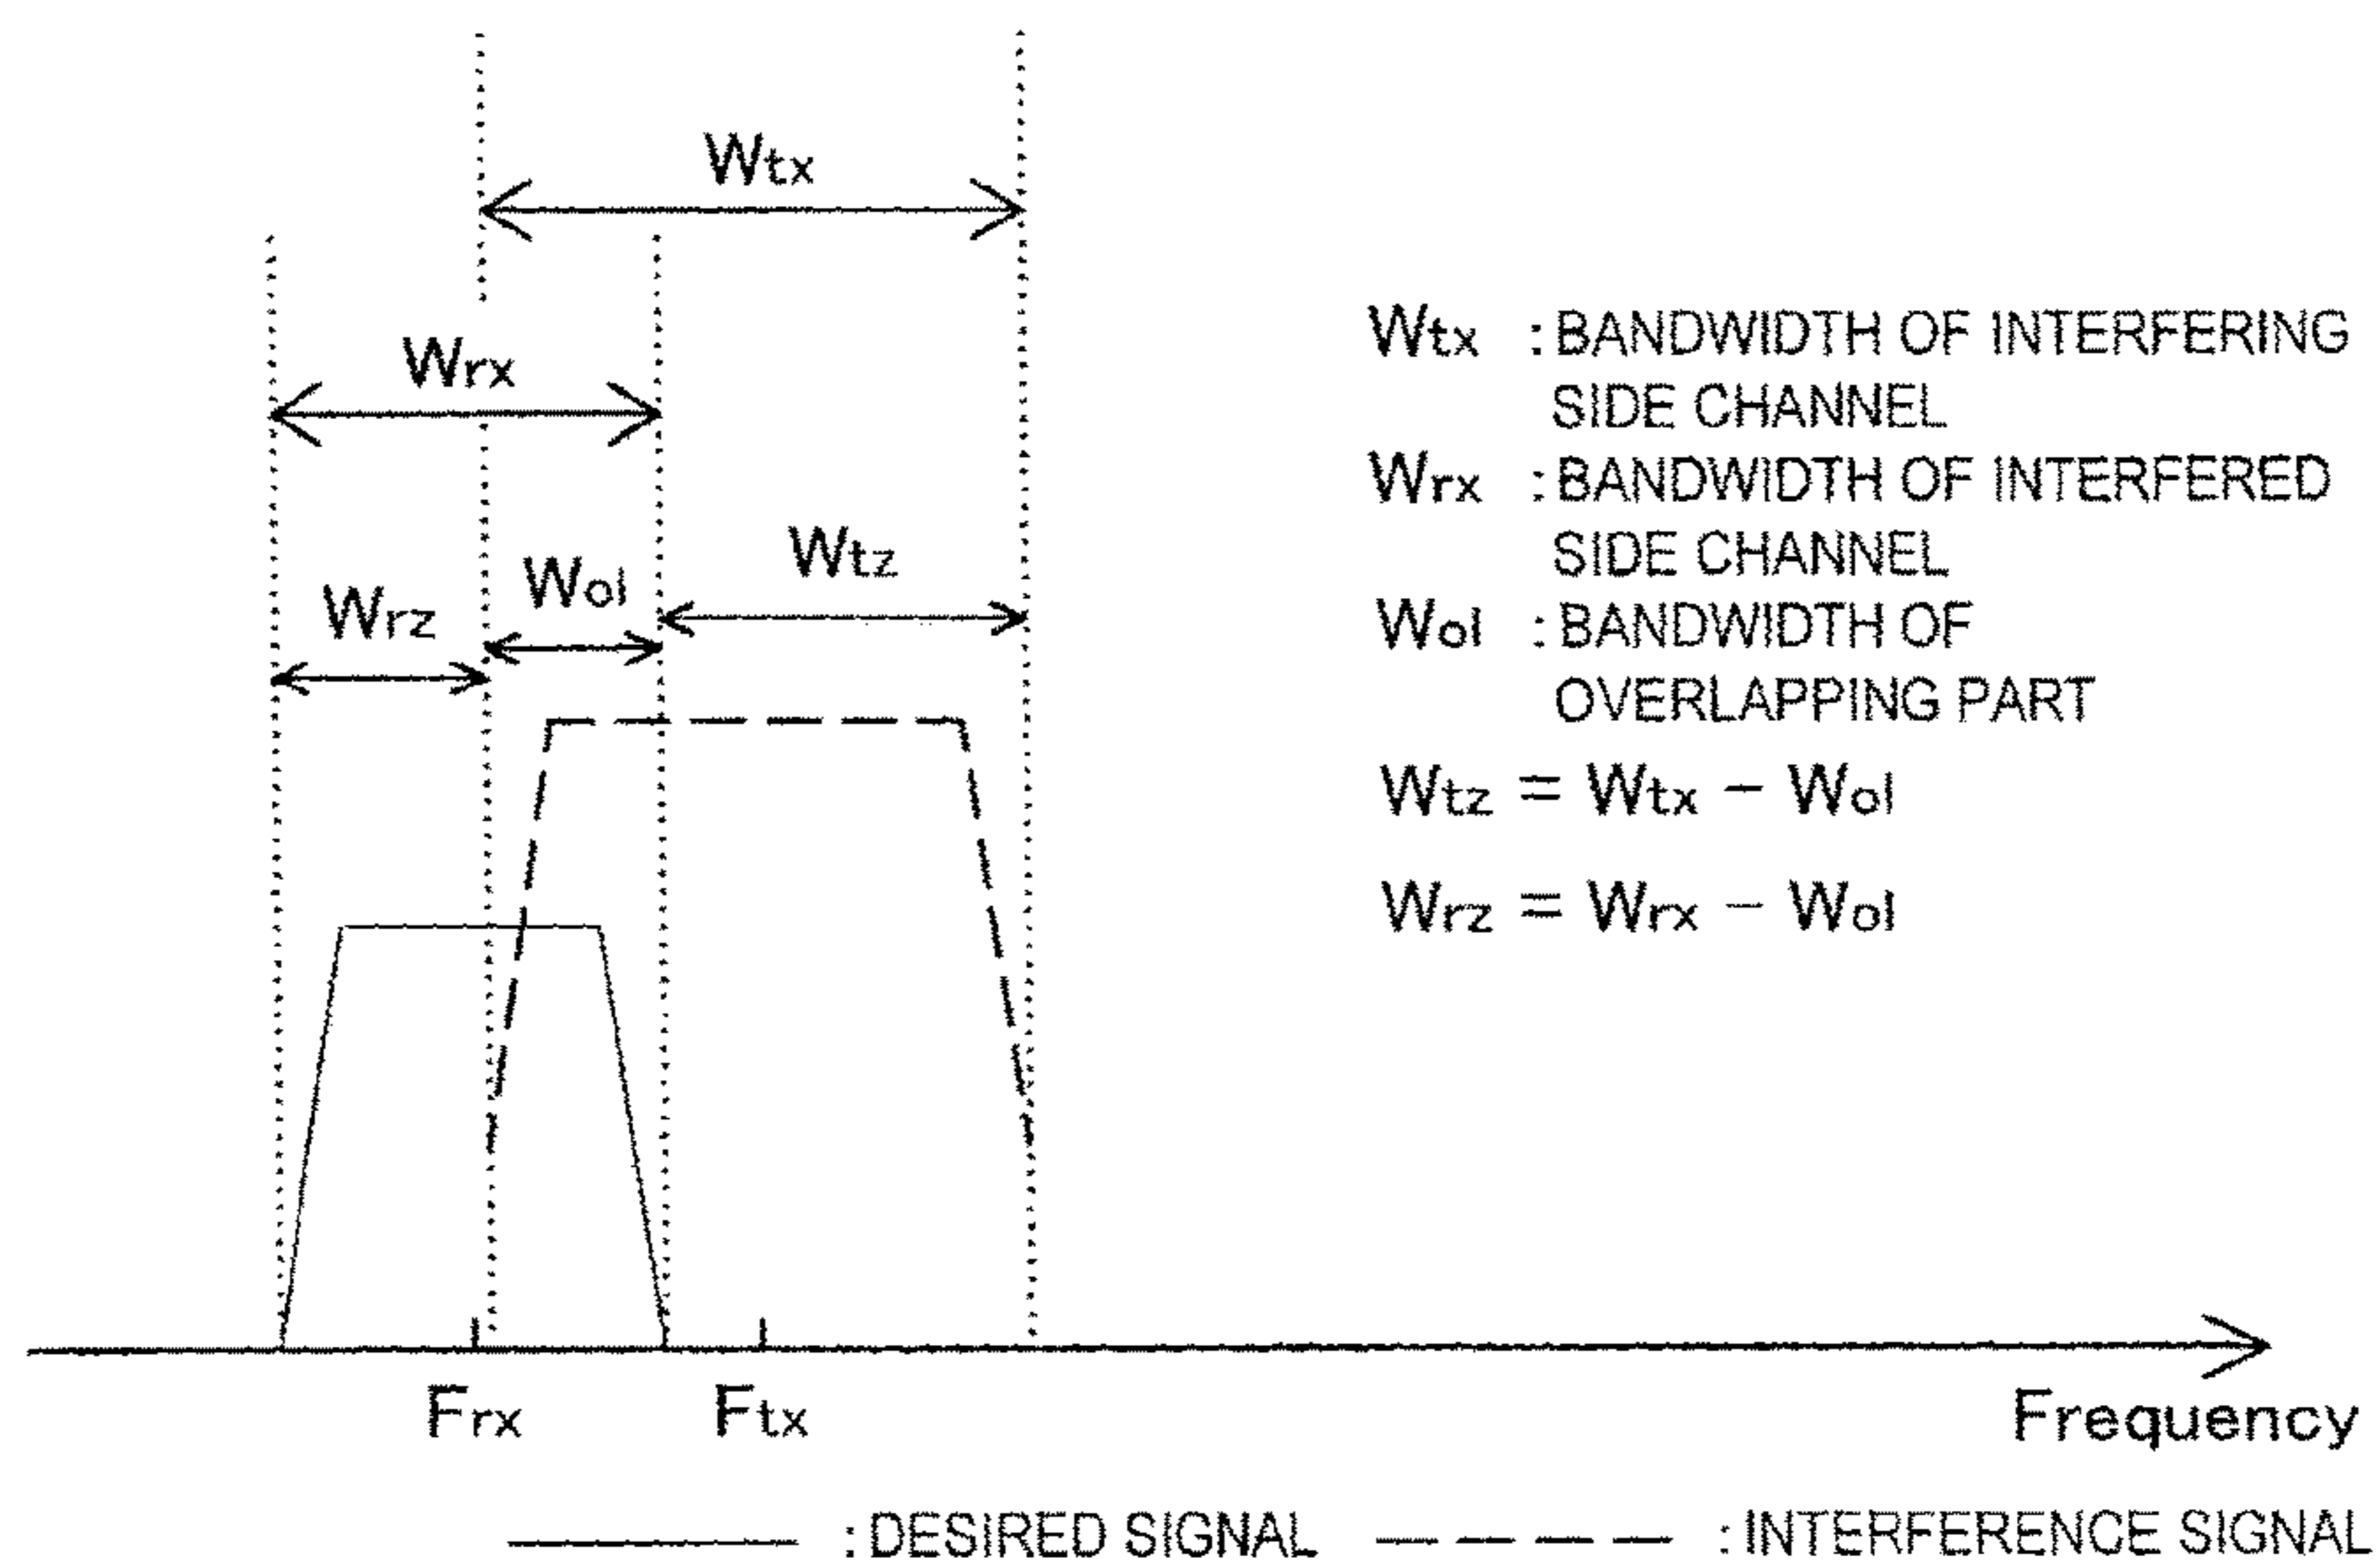 Wtx
Wrx
Wtz
Wol
Wrz
Wtx : BANDWIDTH OF INTERFERING
SIDE CHANNEL
Wrx : BANDWIDTH OF INTERFERED
SIDE CHANNEL
Wol : BANDWIDTH OF
OVERLAPPING PART
Wtz = Wtx - Wol
Wrz = Wrx - Wol
Frx
Ftx
Frequency
: DESIRED SIGNAL
: INTERFERENCE SIGNAL